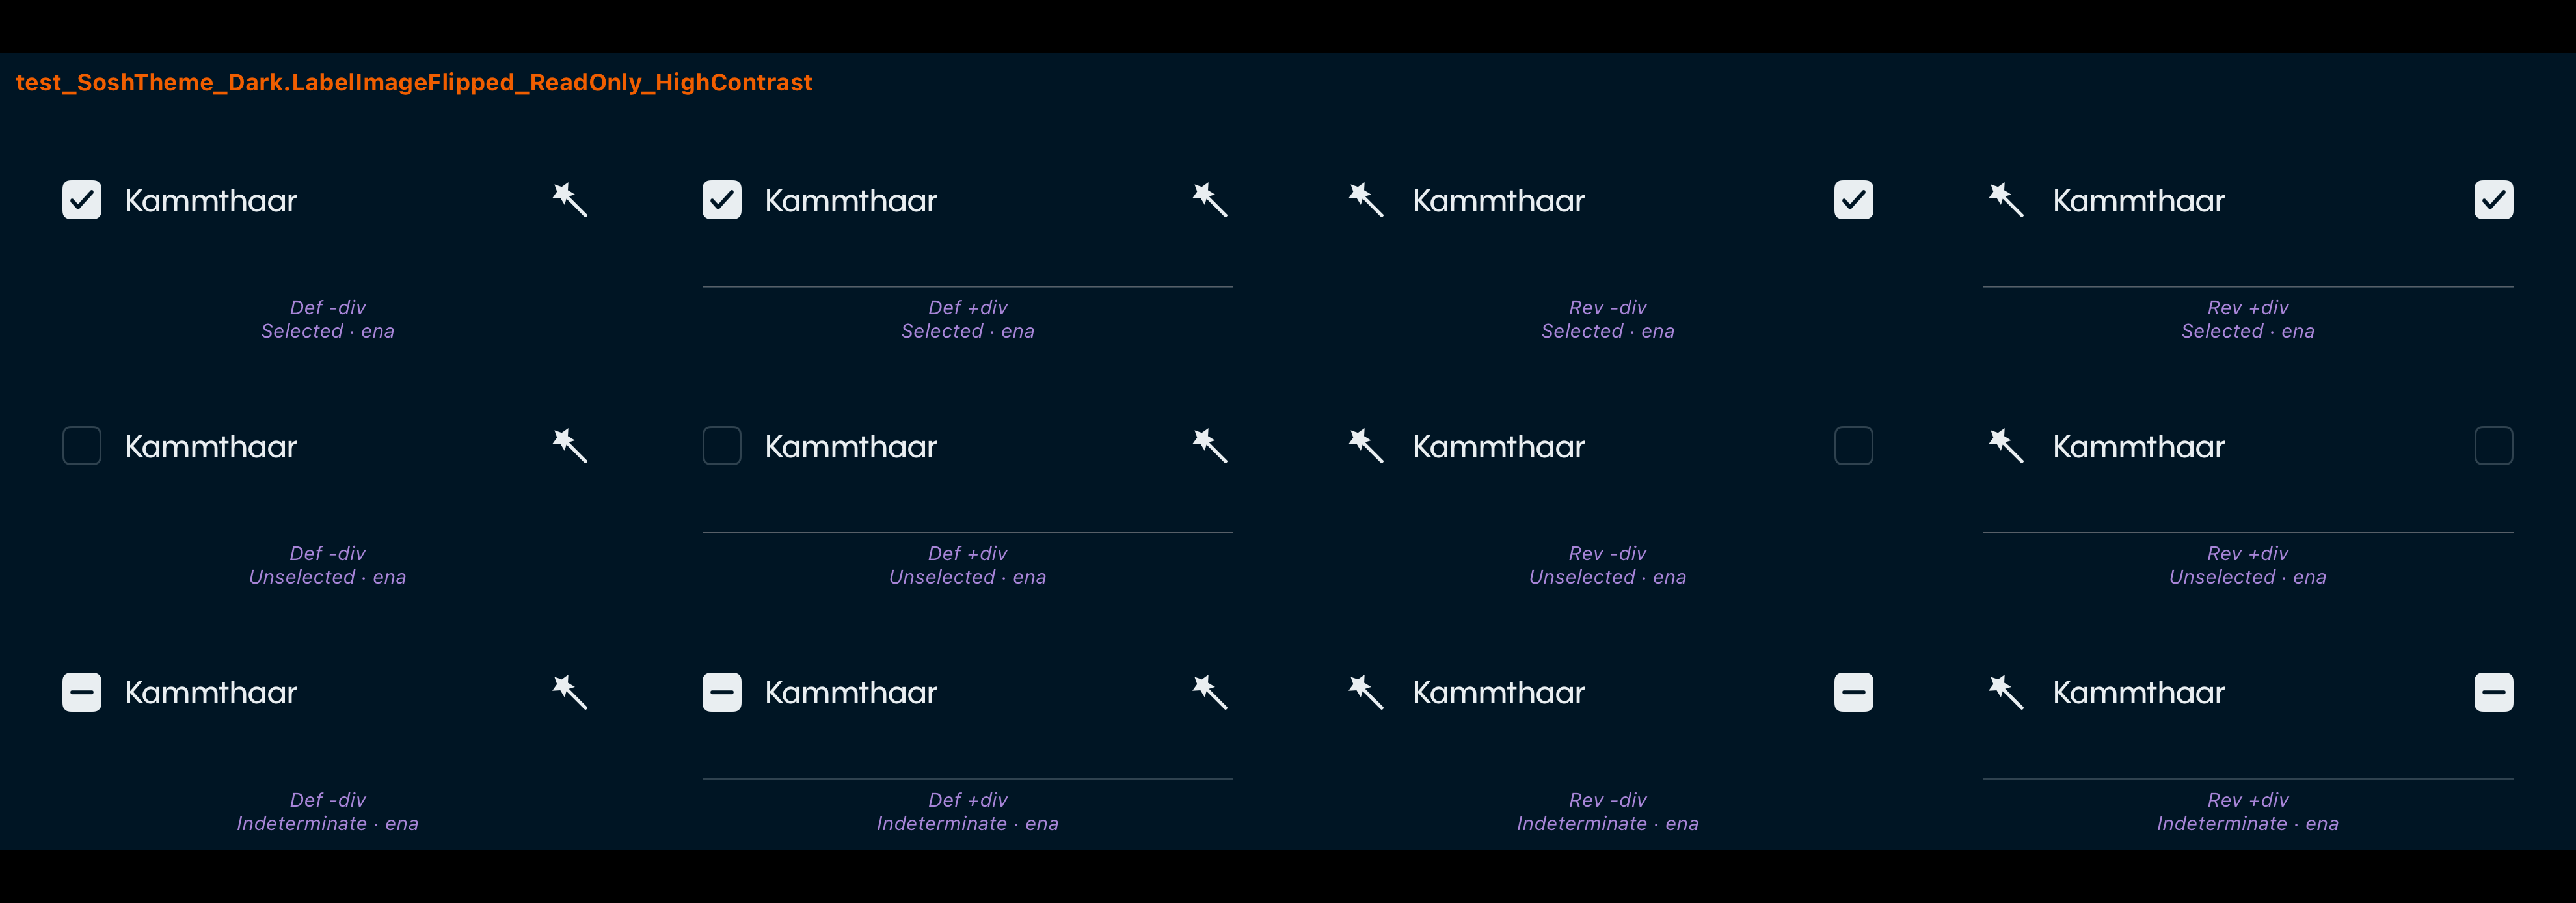 test_SoshTheme_Dark.LabelImageFlipped_ReadOnly_HighContrast
Kammthaar
Kammthaar
Kammthaar
Kammthaar
Def -div
Selected · ena
Def +div
Selected · ena
Rev -div
Selected · ena
Rev +div
Selected · ena
Kammthaar
Kammthaar
Kammthaar
Kammthaar
Def -div
Unselected · ena
Def +div
Unselected · ena
Rev -div
Unselected · ena
Rev +div
Unselected · ena
Kammthaar
Kammthaar
Kammthaar
Kammthaar
Def -div
Indeterminate · ena
Def +div
Indeterminate · ena
Rev -div
Indeterminate · ena
Rev +div
Indeterminate · ena